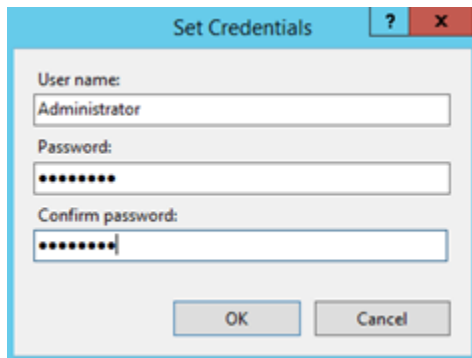 Set Credentials
? x
User name:
Administrator
Password:
••••••••
Confirm password:
••••••••
OK Cancel